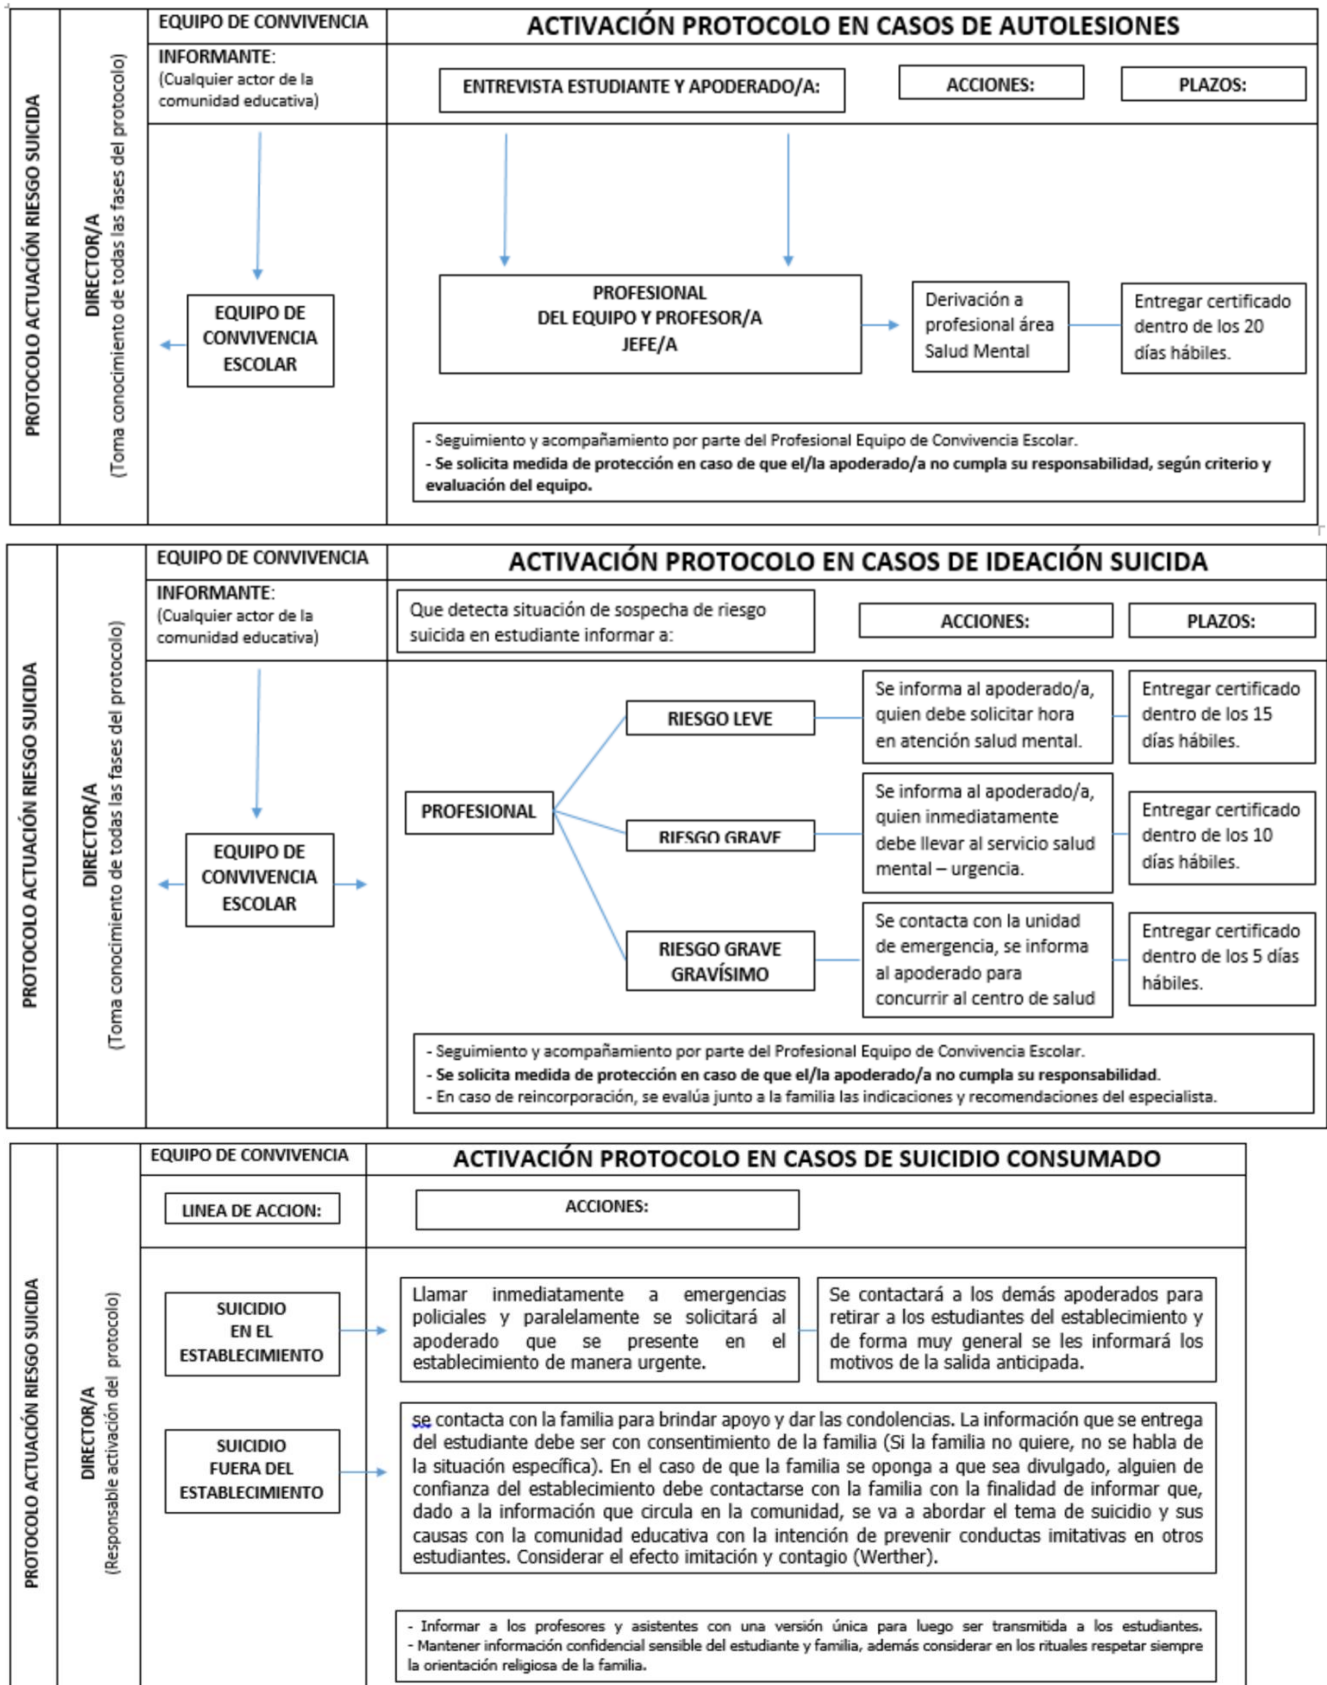 PROTOCOLO ACTUACIÓN RIESGO SUICIDA
DIRECTOR/A
(Toma conocimiento de todas las fases del protocolo)
EQUIPO DE CONVIVENCIA
ACTIVACIÓN PROTOCOLO EN CASOS DE AUTOLESIONES
INFORMANTE:
(Cualquier actor de la
comunidad educativa)
ENTREVISTA ESTUDIANTE Y APODERADO/A:
ACCIONES:
PLAZOS:
EQUIPO DE
CONVIVENCIA
ESCOLAR
PROFESIONAL
DEL EQUIPO Y PROFESOR/A
JEFE/A
Derivación a
profesional área
Salud Mental
Entregar certificado
dentro de los 20
días hábiles.
- Seguimiento y acompañamiento por parte del Profesional Equipo de Convivencia Escolar.
- Se solicita medida de protección en caso de que el/la apoderado/a no cumpla su responsabilidad, según criterio y
evaluación del equipo.
PROTOCOLO ACTUACIÓN RIESGO SUICIDA
DIRECTOR/A
(Toma conocimiento de todas las fases del protocolo)
EQUIPO DE CONVIVENCIA
ACTIVACIÓN PROTOCOLO EN CASOS DE IDEACIÓN SUICIDA
INFORMANTE:
(Cualquier actor de la
comunidad educativa)
Que detecta situación de sospecha de riesgo
suicida en estudiante informar a:
ACCIONES:
PLAZOS:
EQUIPO DE
CONVIVENCIA
ESCOLAR
PROFESIONAL
RIESGO LEVE
Se informa al apoderado/a,
quien debe solicitar hora
en atención salud mental.
Entregar certificado
dentro de los 15
días hábiles.
RIESGO GRAVE
Se informa al apoderado/a,
quien inmediatamente
debe llevar al servicio salud
mental – urgencia.
Entregar certificado
dentro de los 10
días hábiles.
RIESGO GRAVE
GRAVÍSIMO
Se contacta con la unidad
de emergencia, se informa
al apoderado para
concurrir al centro de salud
Entregar certificado
dentro de los 5 días
hábiles.
- Seguimiento y acompañamiento por parte del Profesional Equipo de Convivencia Escolar.
- Se solicita medida de protección en caso de que el/la apoderado/a no cumpla su responsabilidad.
- En caso de reincorporación, se evalúa junto a la familia las indicaciones y recomendaciones del especialista.
PROTOCOLO ACTUACIÓN RIESGO SUICIDA
DIRECTOR/A
(Responsable activación del protocolo)
EQUIPO DE CONVIVENCIA
ACTIVACIÓN PROTOCOLO EN CASOS DE SUICIDIO CONSUMADO
LINEA DE ACCION:
ACCIONES:
SUICIDIO
EN EL
ESTABLECIMIENTO
Llamar inmediatamente a emergencias
policiales y paralelamente se solicitará al
apoderado que se presente en el
establecimiento de manera urgente.
Se contactará a los demás apoderados para
retirar a los estudiantes del establecimiento y
de forma muy general se les informará los
motivos de la salida anticipada.
SUICIDIO
FUERA DEL
ESTABLECIMIENTO
se contacta con la familia para brindar apoyo y dar las condolencias. La información que se entrega
del estudiante debe ser con consentimiento de la familia (Si la familia no quiere, no se habla de
la situación específica). En el caso de que la familia se oponga a que sea divulgado, alguien de
confianza del establecimiento debe contactarse con la familia con la finalidad de informar que,
dado a la información que circula en la comunidad, se va a abordar el tema de suicidio y sus
causas con la comunidad educativa con la intención de prevenir conductas imitativas en otros
estudiantes. Considerar el efecto imitación y contagio (Werther).
- Informar a los profesores y asistentes con una versión única para luego ser transmitida a los estudiantes.
- Mantener información confidencial sensible del estudiante y familia, además considerar en los rituales respetar siempre
la orientación religiosa de la familia.